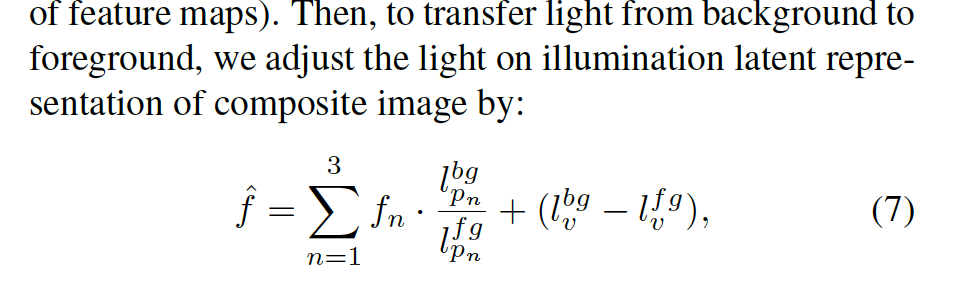 of feature maps). Then, to transfer light from background to
foreground, we adjust the light on illumination latent repre-
sentation of composite image by:
\hat{f} = \sum_{n=1}^{3} f_n \cdot \frac{l_{p_n}^{bg}}{l_{p_n}^{fg}} + (l_v^{bg} - l_v^{fg}), (7)